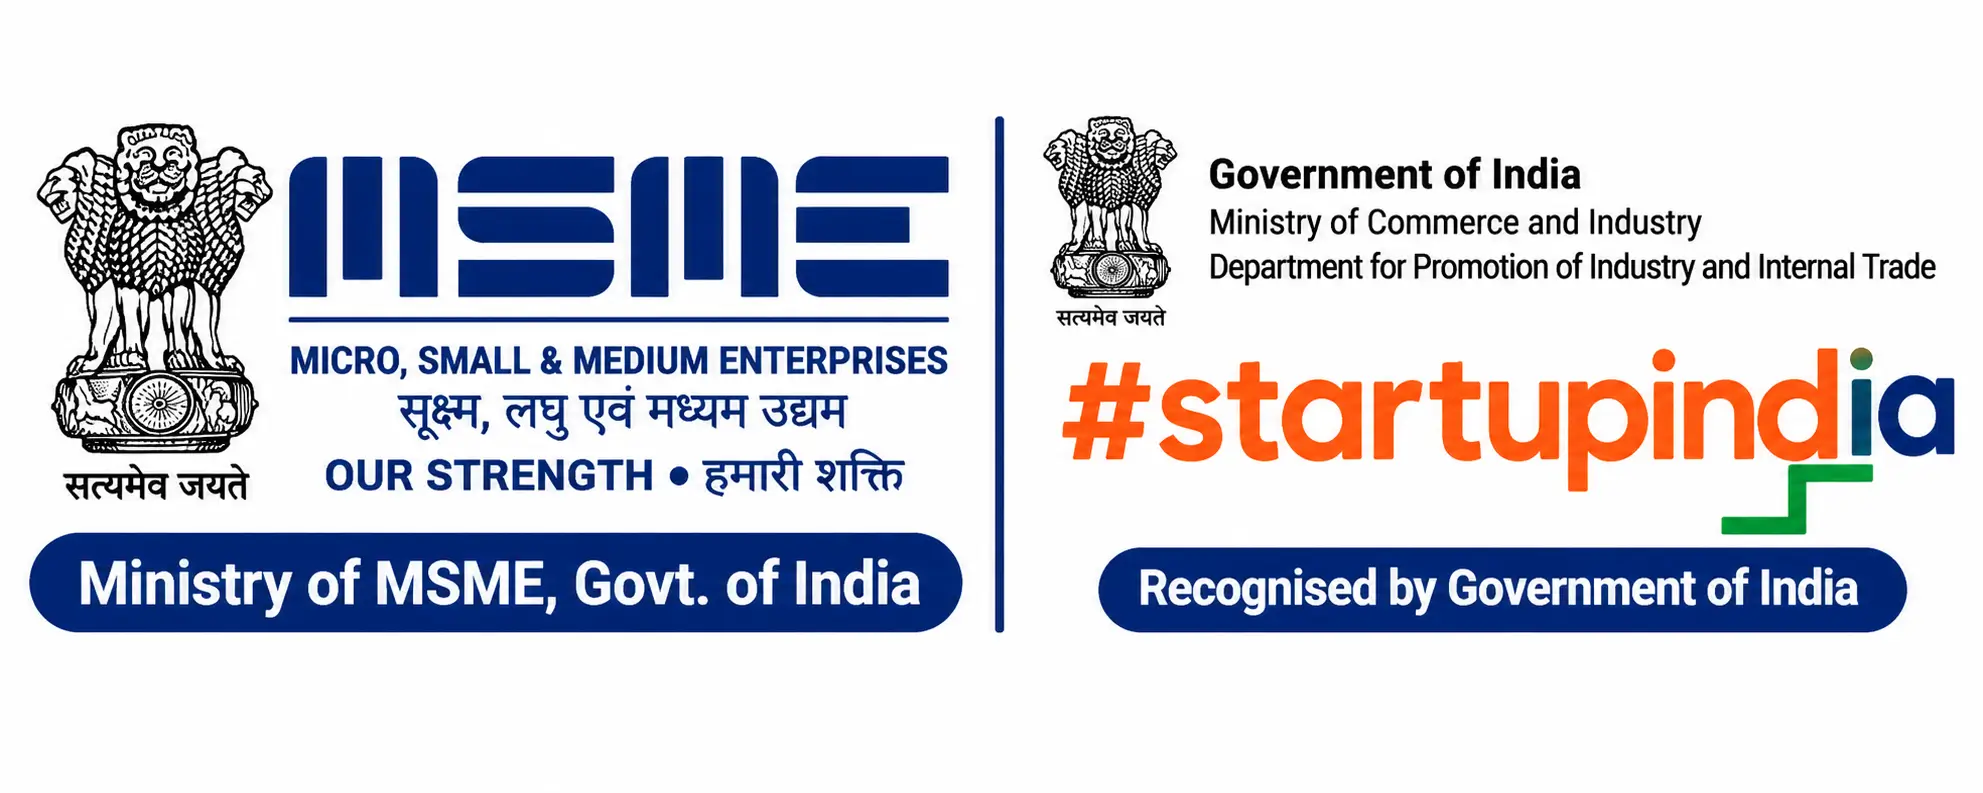 MSME
MICRO, SMALL & MEDIUM ENTERPRISES
सूक्ष्म, लघु एवं मध्यम उद्यम
OUR STRENGTH • हमारी शक्ति
सत्यमेव जयते
Ministry of MSME, Govt. of India
Government of India
Ministry of Commerce and Industry
Department for Promotion of Industry and Internal Trade
सत्यमेव जयते
#startupindia
Recognised by Government of India